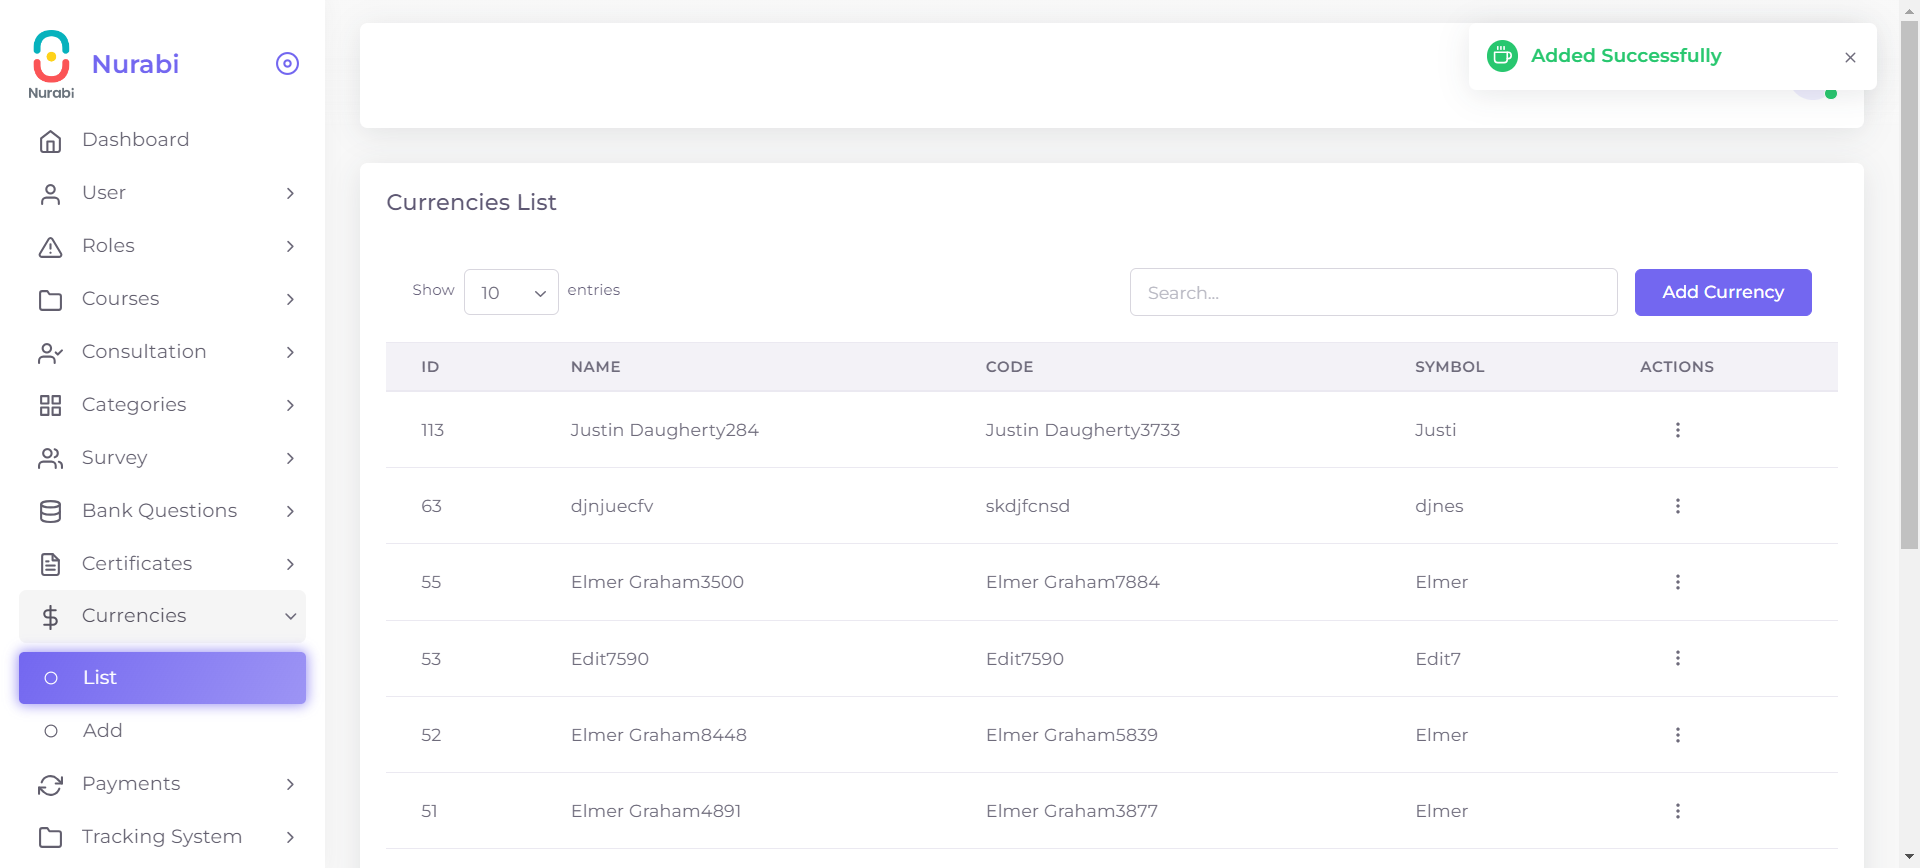 Nurabi
Nurabi
Dashboard
User
Roles
Courses
Consultation
Categories
Survey
Bank Questions
Certificates
Currencies
List
Add
Payments
Tracking System
Added Successfully
Currencies List
Show 10 entries
Search...
Add Currency
ID NAME CODE SYMBOL ACTIONS
113 Justin Daugherty284 Justin Daugherty3733 Justi
63 djnjuecfv skdjfcnsd djnes
55 Elmer Graham3500 Elmer Graham7884 Elmer
53 Edit7590 Edit7590 Edit7
52 Elmer Graham8448 Elmer Graham5839 Elmer
51 Elmer Graham4891 Elmer Graham3877 Elmer